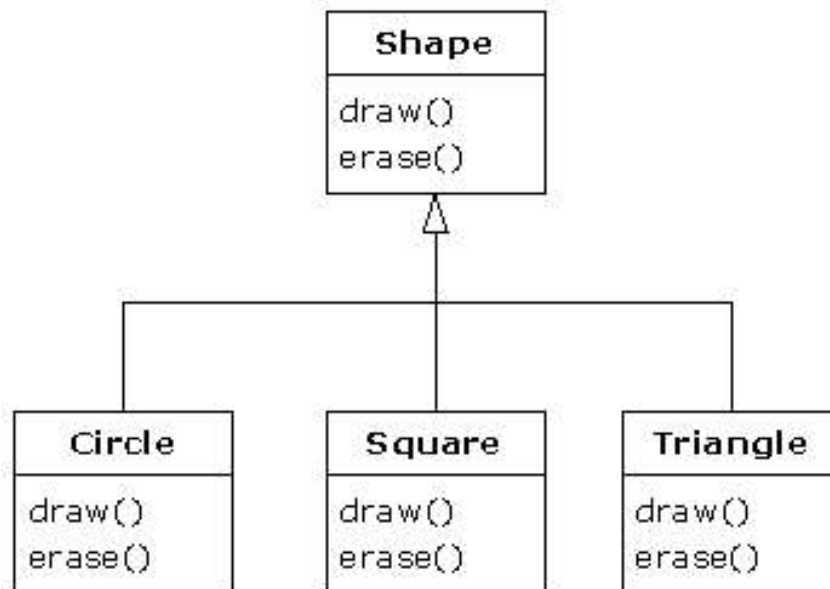 Shape
draw()
erase()
Circle
draw()
erase()
Square
draw()
erase()
Triangle
draw()
erase()